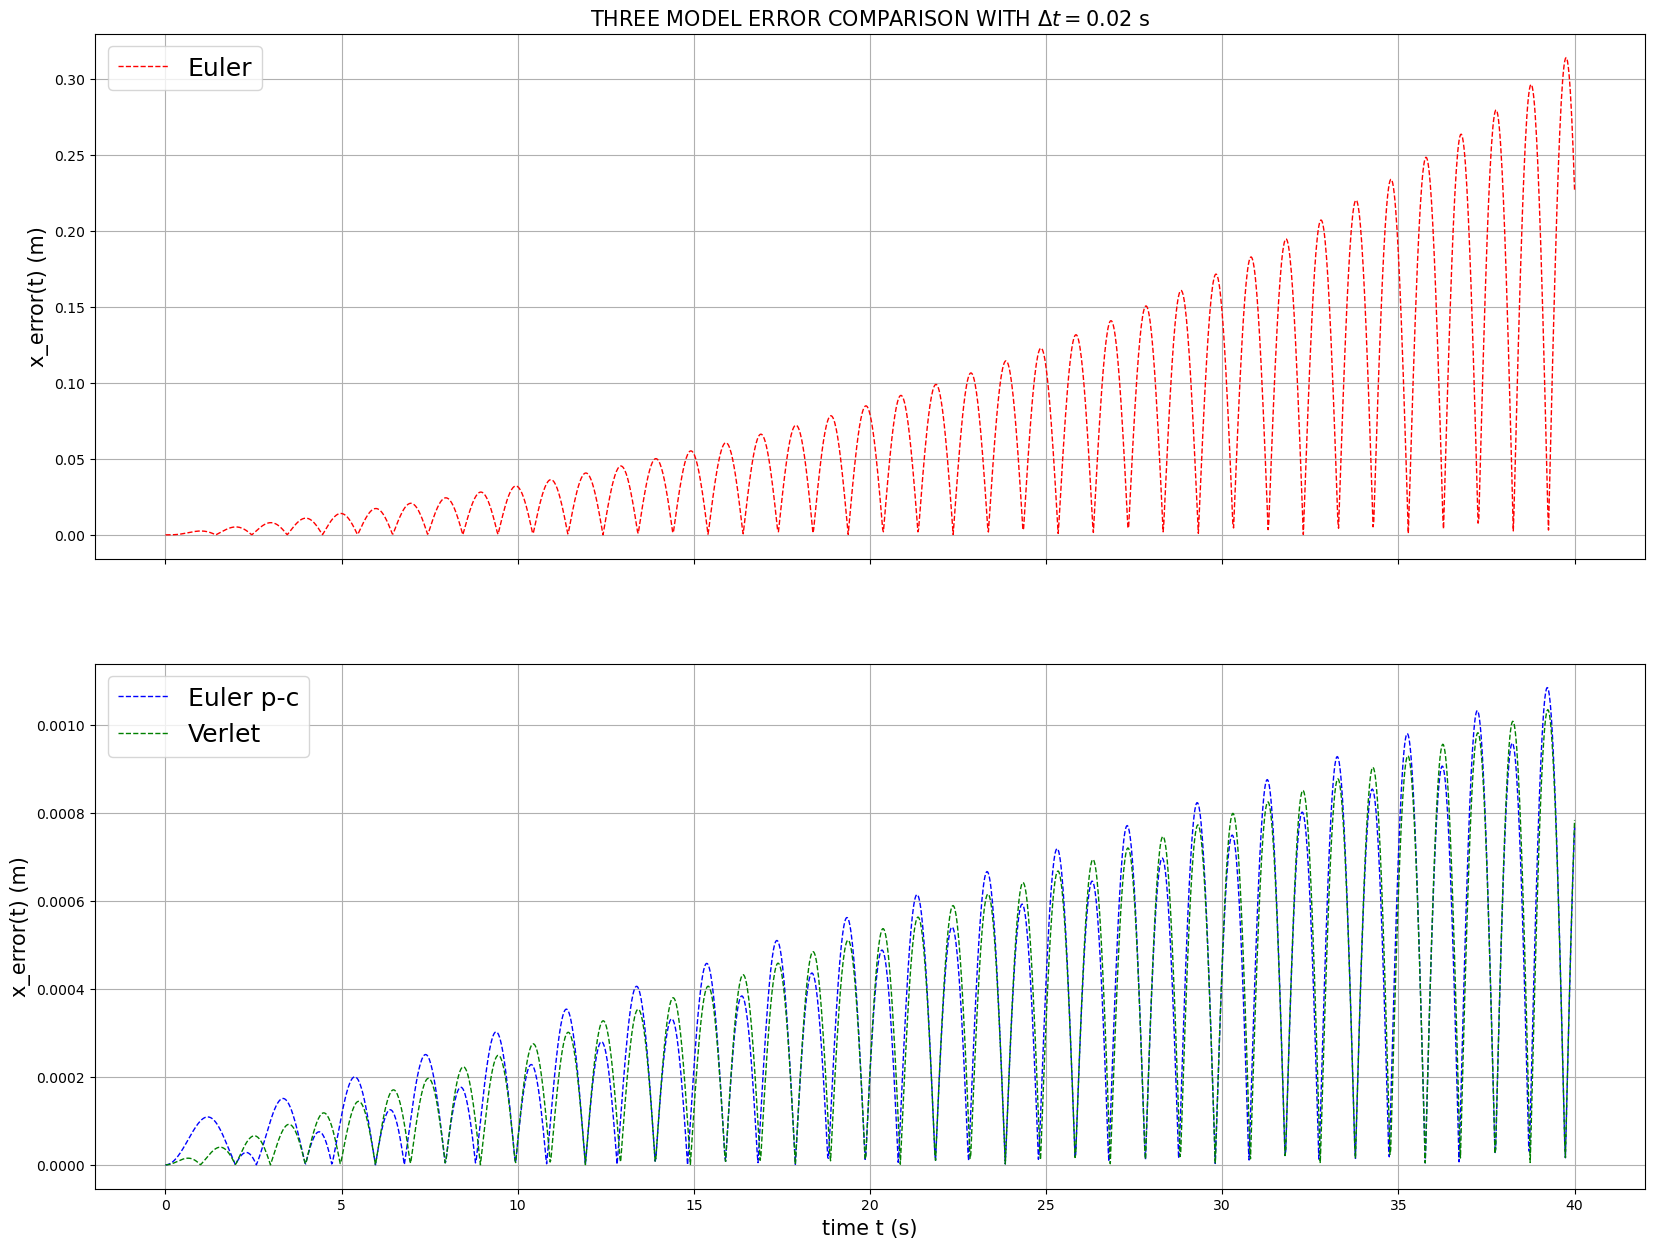 THREE MODEL ERROR COMPARISON WITH Δt = 0.02 s
Euler
0.30
0.25
0.20
0.15
0.10
0.05
0.00
x_error(t) (m)
Euler p-c
Verlet
0.0010
0.0008
0.0006
0.0004
0.0002
0.0000
x_error(t) (m)
0 5 10 15 20 25 30 35 40
time t (s)